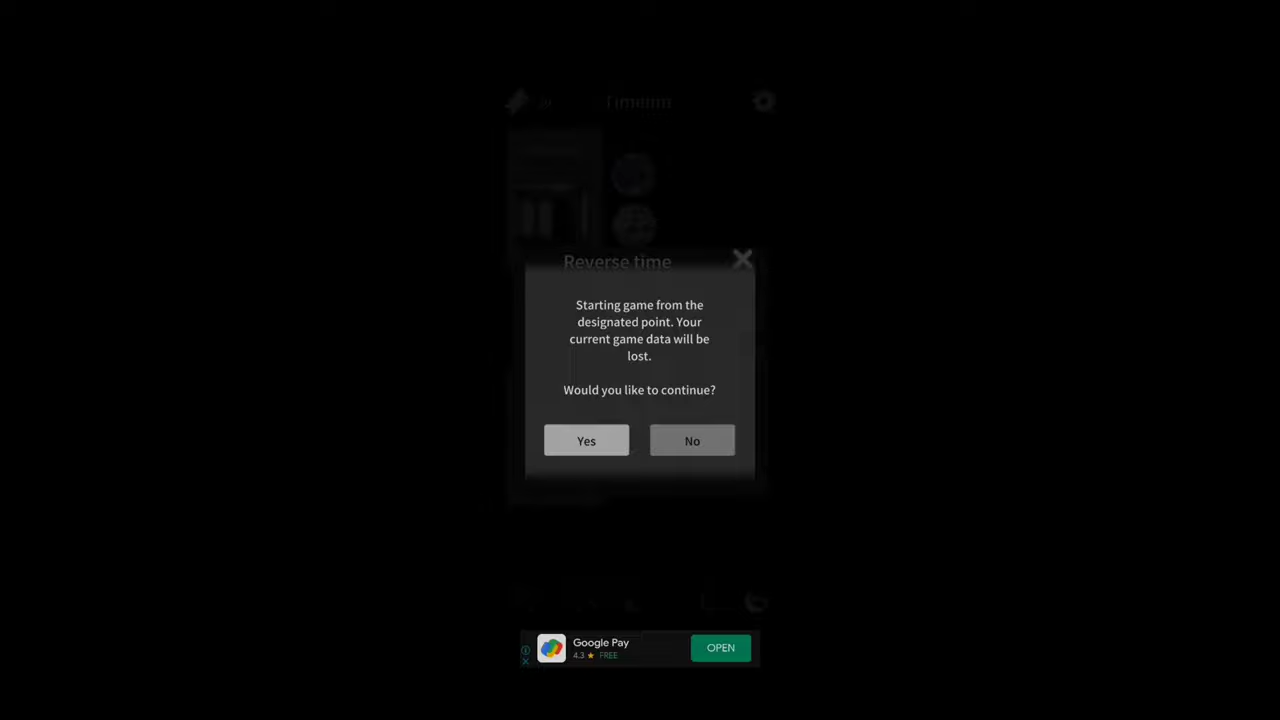 Reverse time
Starting game from the
designated point. Your
current game data will be
lost.
Would you like to continue?
Yes
No
Google Pay
4.3 ★ FREE
OPEN